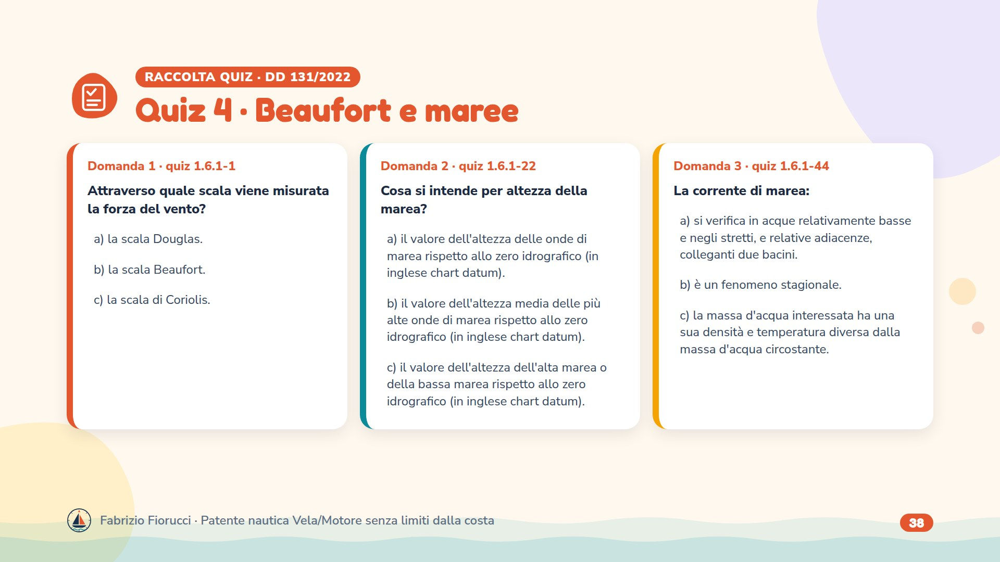 RACCOLTA QUIZ · DD 131/2022
Quiz 4 · Beaufort e maree
Domanda 1 · quiz 1.6.1-1
Attraverso quale scala viene misurata
la forza del vento?
a) la scala Douglas.
b) la scala Beaufort.
c) la scala di Coriolis.
Domanda 2 · quiz 1.6.1-22
Cosa si intende per altezza della
marea?
a) il valore dell'altezza delle onde di
marea rispetto allo zero idrografico (in
inglese chart datum).
b) il valore dell'altezza media delle più
alte onde di marea rispetto allo zero
idrografico (in inglese chart datum).
c) il valore dell'altezza dell'alta marea o
della bassa marea rispetto allo zero
idrografico (in inglese chart datum).
Domanda 3 · quiz 1.6.1-44
La corrente di marea:
a) si verifica in acque relativamente basse
e negli stretti, e relative adiacenze,
colleganti due bacini.
b) è un fenomeno stagionale.
c) la massa d'acqua interessata ha una
sua densità e temperatura diversa dalla
massa d'acqua circostante.
Fabrizio Fiorucci · Patente nautica Vela/Motore senza limiti dalla costa
38